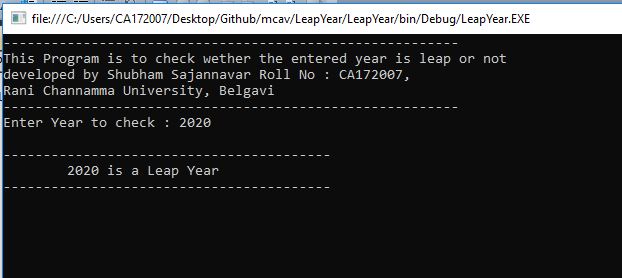 file:///C:/Users/CA172007/Desktop/Github/mcav/LeapYear/LeapYear/bin/Debug/LeapYear.EXE
---------------------------------------------------------
This Program is to check wether the entered year is leap or not
developed by Shubham Sajannavar Roll No : CA172007,
Rani Channamma University, Belgavi
---------------------------------------------------------
Enter Year to check : 2020
-----------------------------------------
2020 is a Leap Year
-----------------------------------------